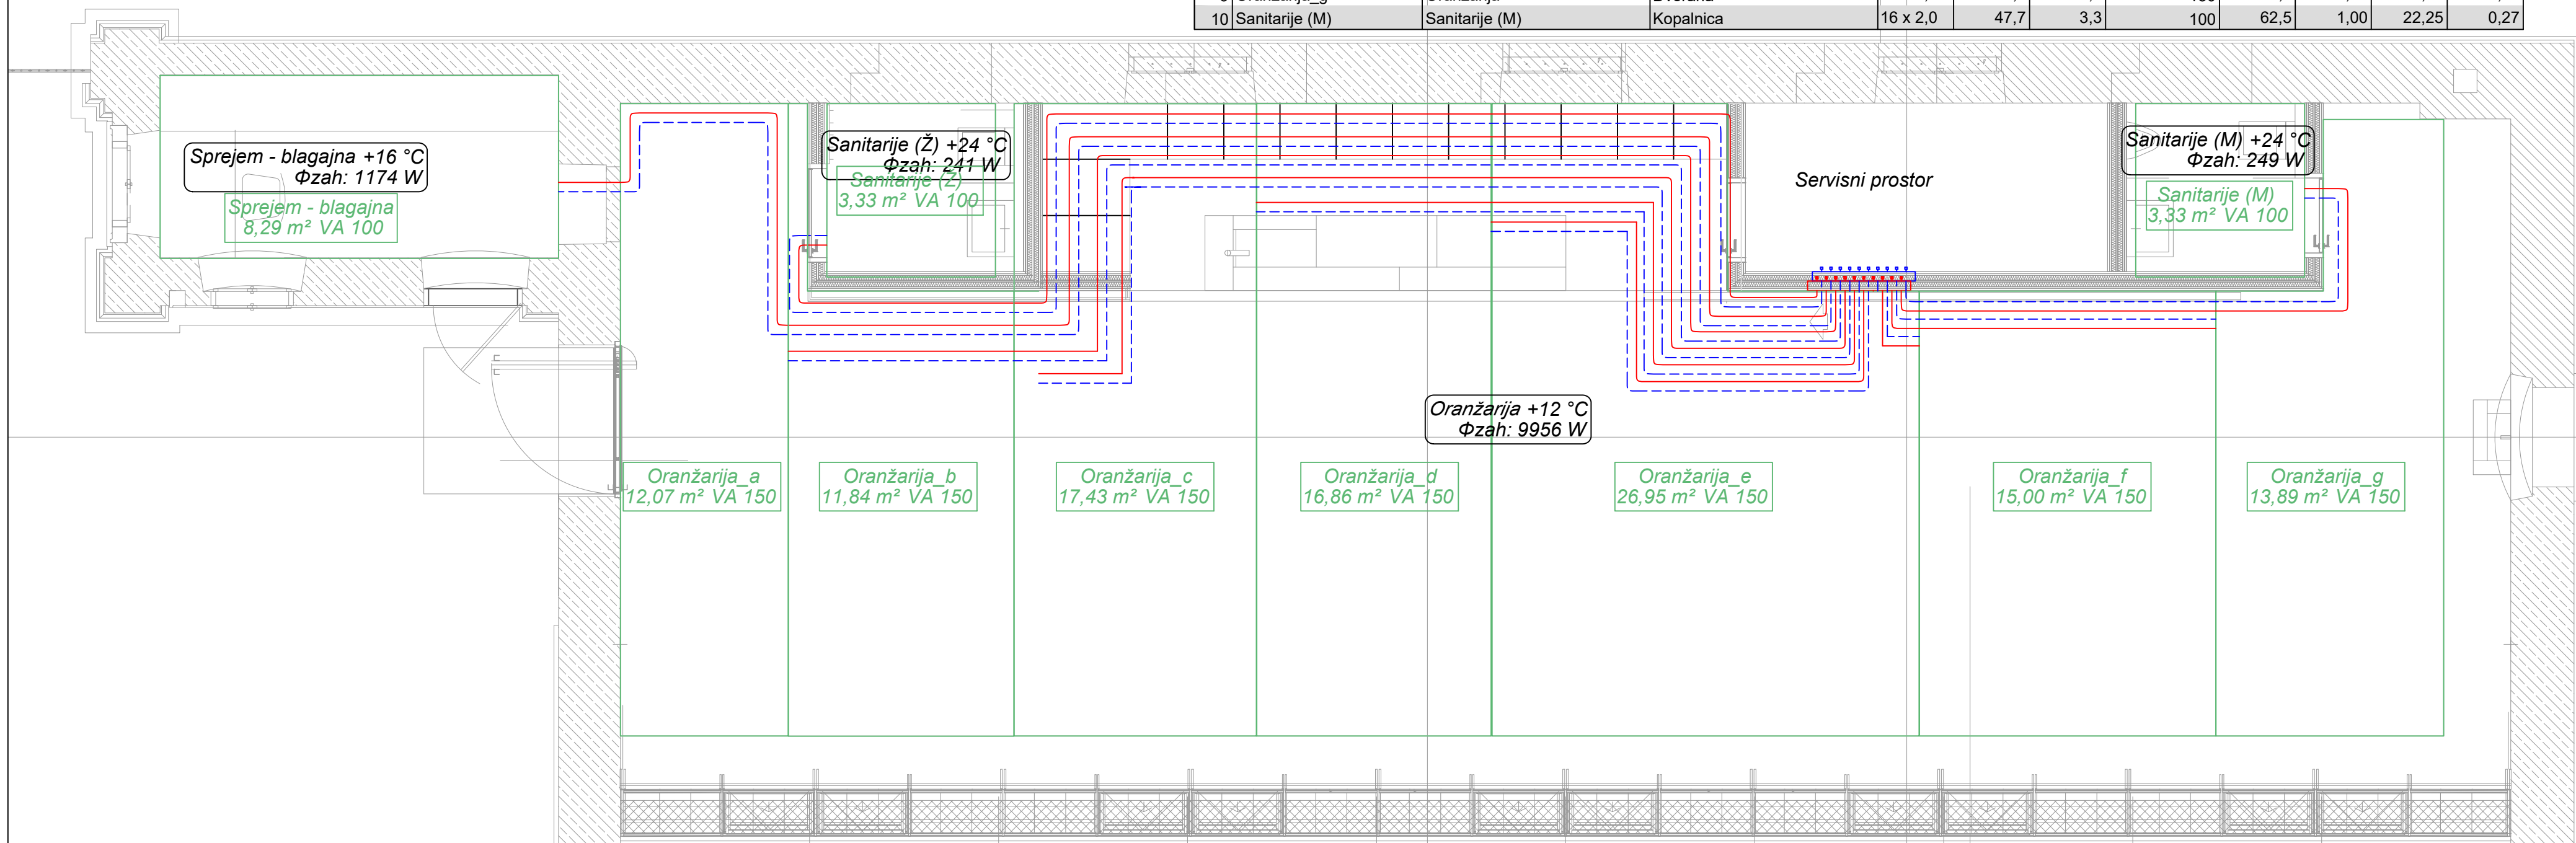 10 Sanitarije (M) Sanitarije (M) Kopalnica 16 x 2,0 47,7 3,3 100 62,5 1,00 22,25 0,27
Sprejem - blagajna +16 °C
Φzah: 1174 W
Sprejem - blagajna
8,29 m² VA 100
Sanitarije (Ž) +24 °C
Φzah: 241 W
Sanitarije (Ž)
3,33 m² VA 100
Servisni prostor
Sanitarije (M) +24 °C
Φzah: 249 W
Sanitarije (M)
3,33 m² VA 100
Oranžarija +12 °C
Φzah: 9956 W
Oranžarija_a
12,07 m² VA 150
Oranžarija_b
11,84 m² VA 150
Oranžarija_c
17,43 m² VA 150
Oranžarija_d
16,86 m² VA 150
Oranžarija_e
26,95 m² VA 150
Oranžarija_f
15,00 m² VA 150
Oranžarija_g
13,89 m² VA 150